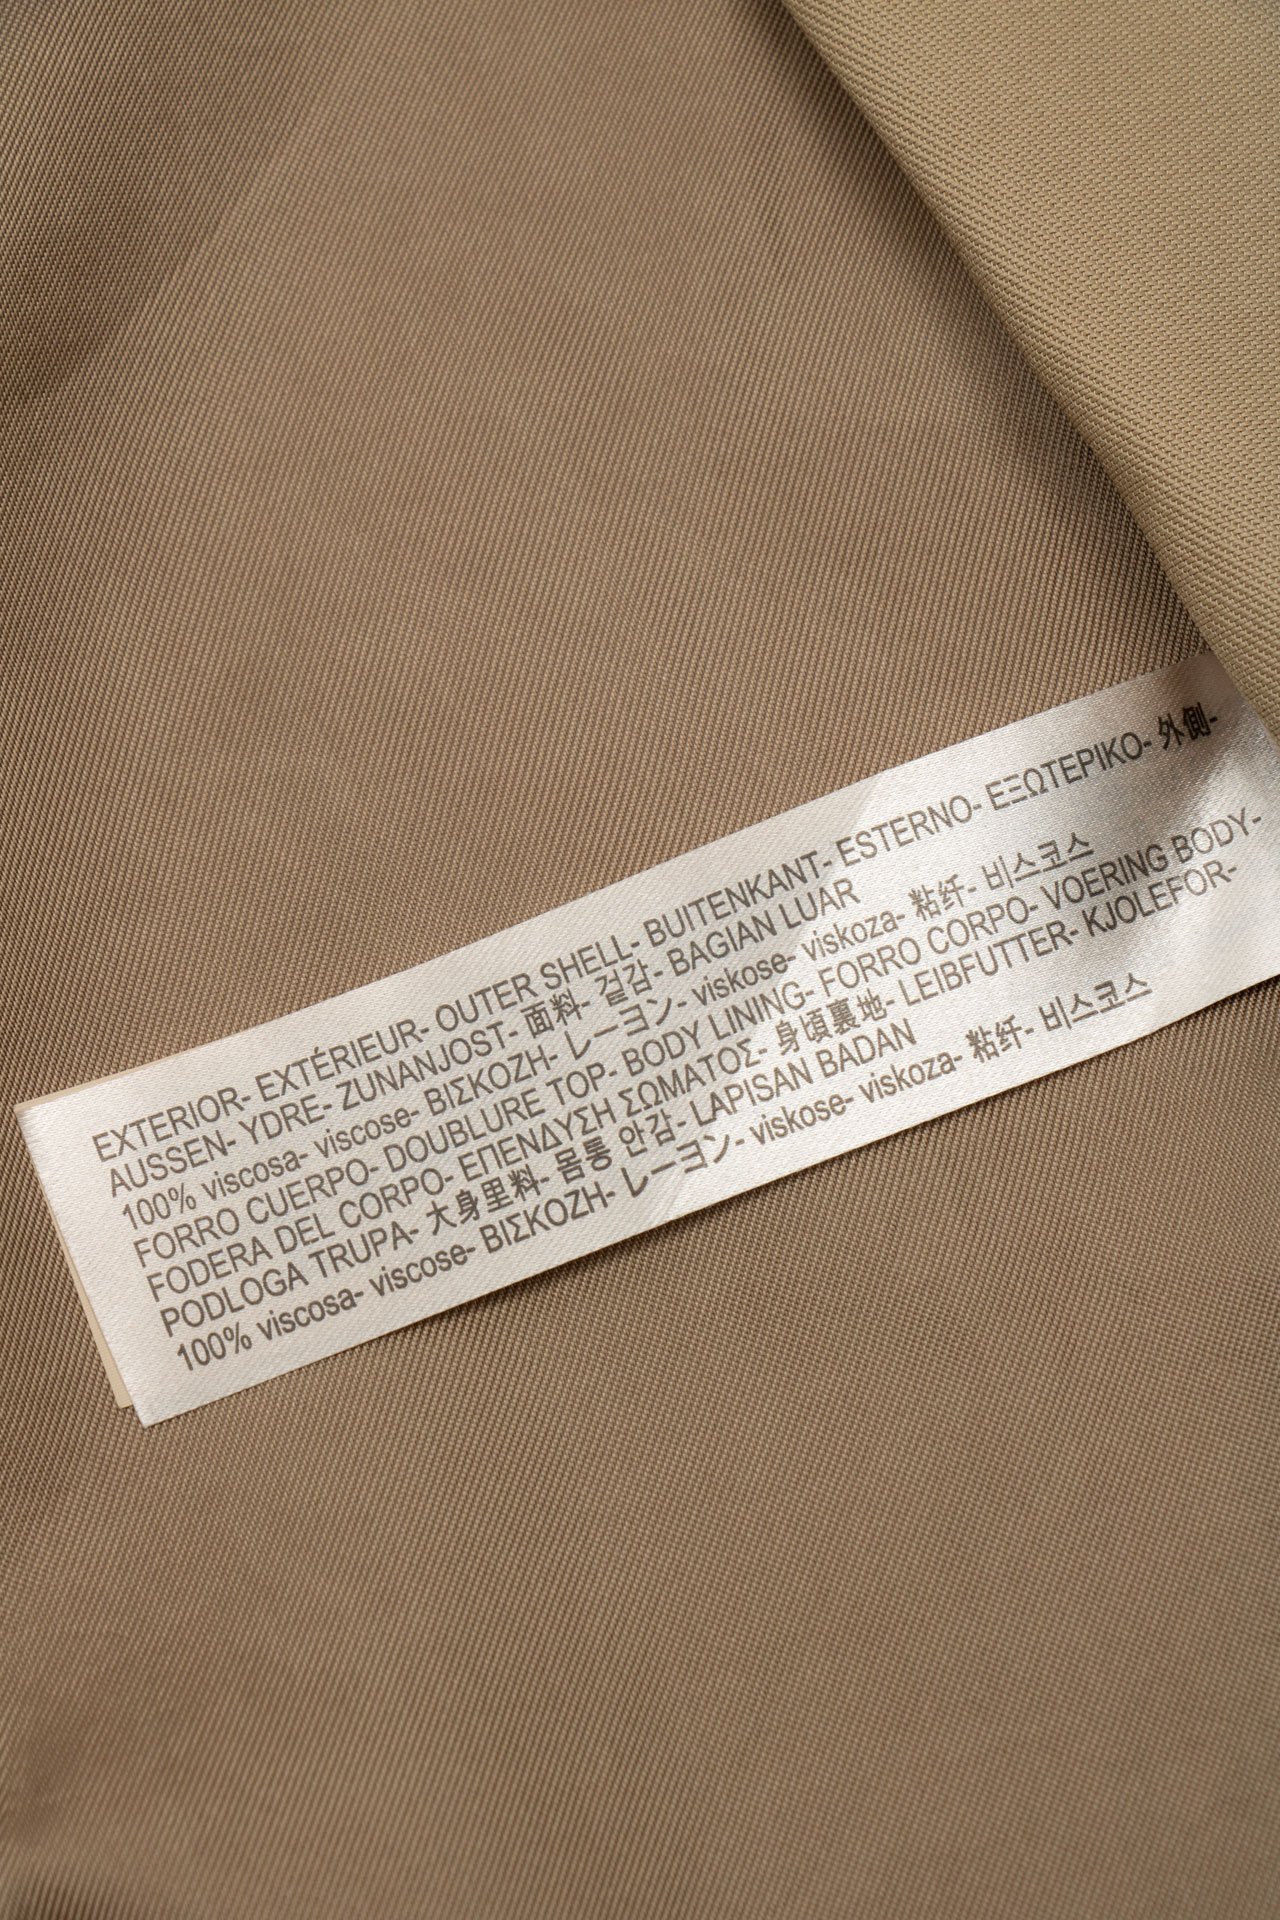 EXTERIOR- EXTÉRIEUR- OUTER SHELL- BUITENKANT- ESTERNO- ΕΞΩΤΕΡΙΚΟ- 外側-
AUSSEN- YDRE- ZUNANJOST- 面料- 겉감- BAGIAN LUAR
100% viscosa- viscose- ΒΙΣΚΟΖΗ- レーヨン- viskose- viskoza- 粘纤- 비스코스
FORRO CUERPO- DOUBLURE TOP- BODY LINING- FORRO CORPO- VOERING BODY-
FODERA DEL CORPO- ΕΠΕΝΔΥΣΗ ΣΩΜΑΤΟΣ- 身頃裏地- LEIBFUTTER- KJOLEFOR-
PODLOGA TRUPA- 大身里料- 몸통 안감- LAPISAN BADAN
100% viscosa- viscose- ΒΙΣΚΟΖΗ- レーヨン- viskose- viskoza- 粘纤- 비스코스